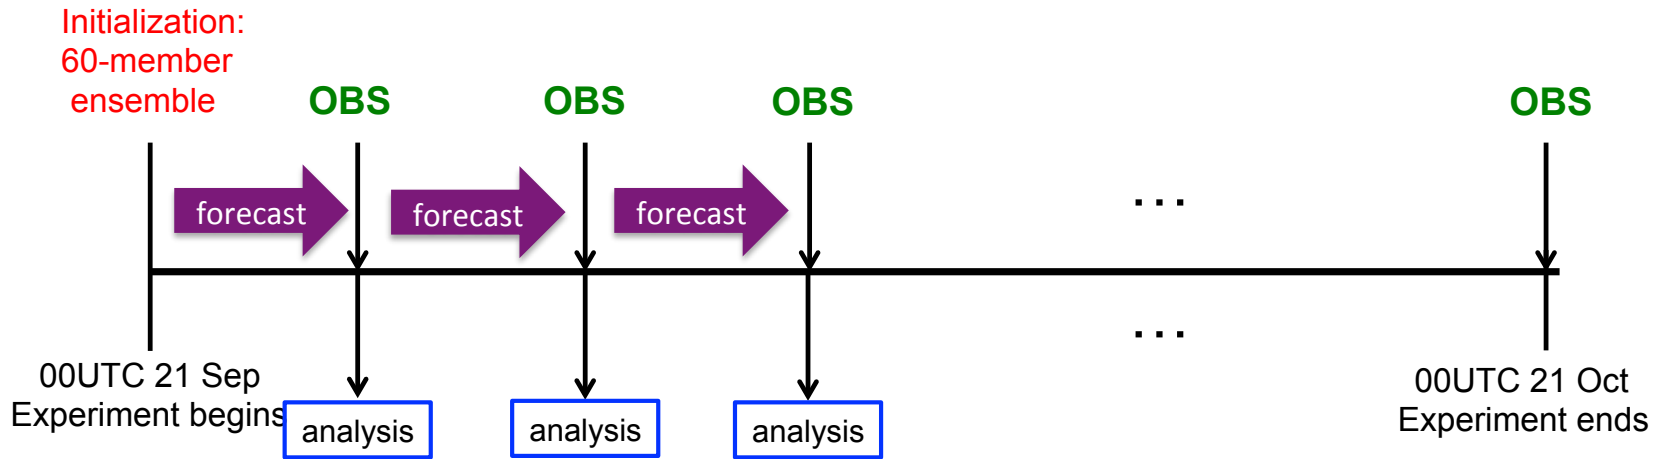 Initialization:
60-member
ensemble
OBS
OBS
OBS
OBS
forecast
forecast
forecast
...
...
00UTC 21 Sep
Experiment begins
analysis
analysis
analysis
00UTC 21 Oct
Experiment ends